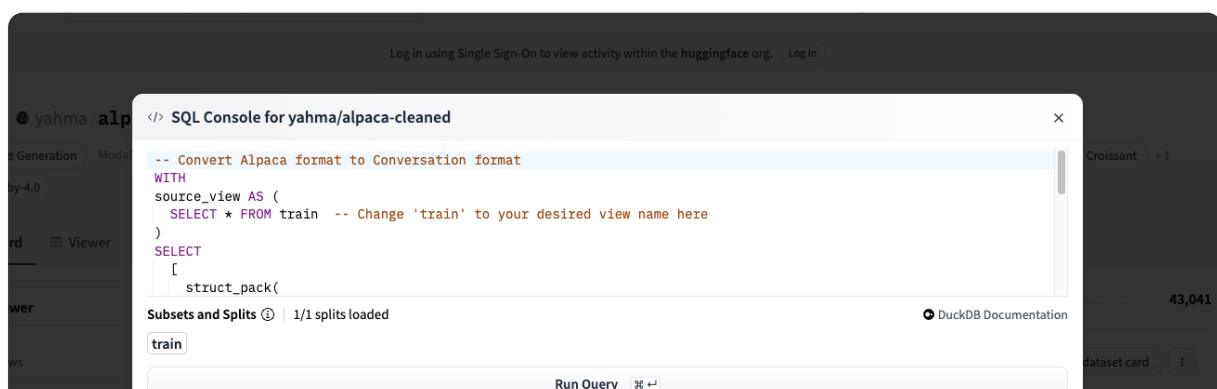 Log in using Single Sign-On to view activity within the huggingface org. Log In
yahma/alp
</> SQL Console for yahma/alpaca-cleaned
t Generation Modal
Croissant +1
by-4.0
-- Convert Alpaca format to Conversation format
WITH
source_view AS (
SELECT * FROM train -- Change 'train' to your desired view name here
)
SELECT
[
struct_pack(
rd Viewer
ewer
43,041
Subsets and Splits 1/1 splits loaded
DuckDB Documentation
train
ws
dataset card
Run Query ⌘ ↵